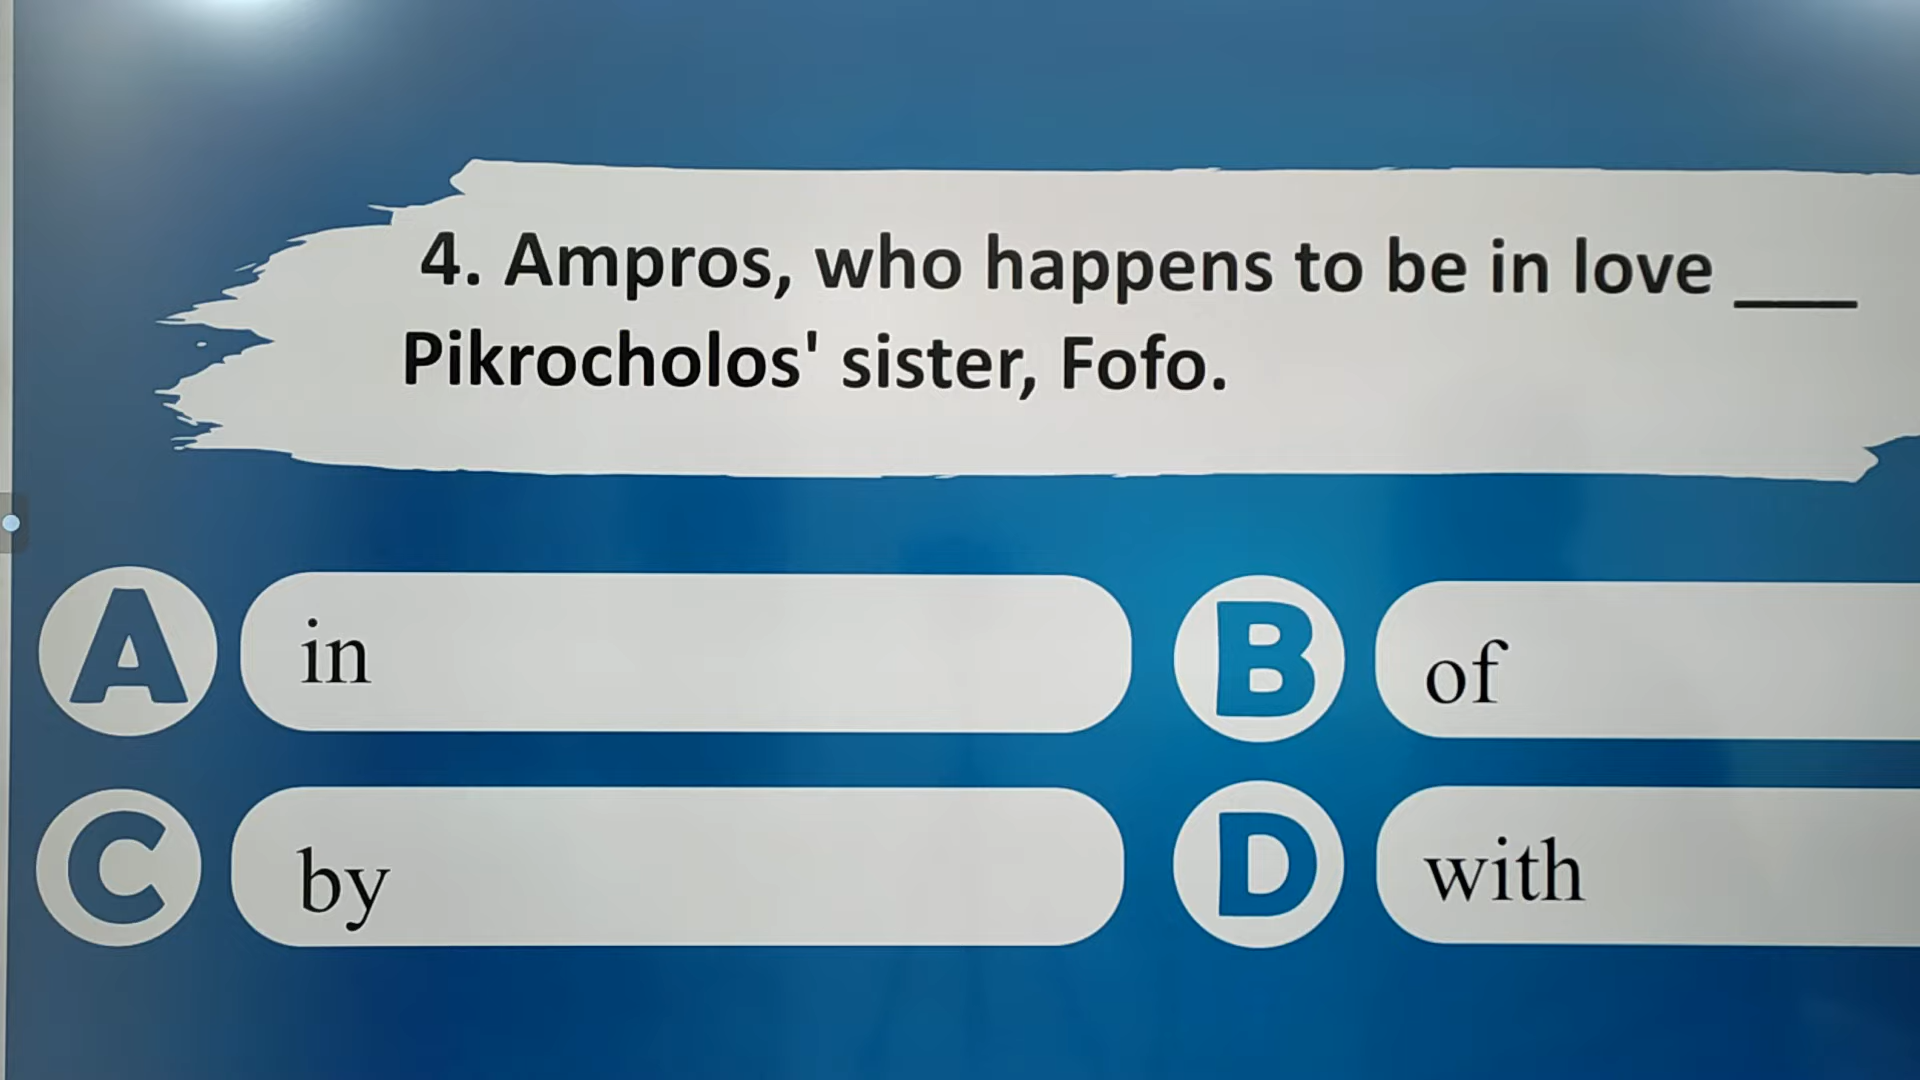 4. Ampros, who happens to be in love ___
Pikrocholos' sister, Fofo.
A in
B of
C by
D with